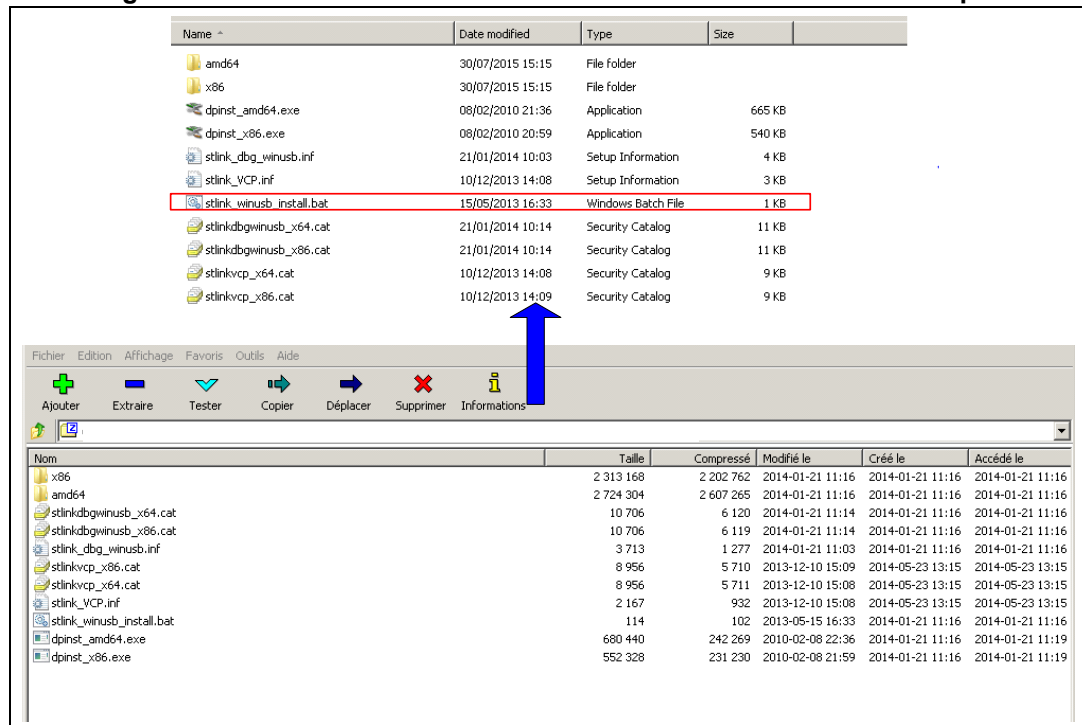 Name Date modified Type Size
amd64 30/07/2015 15:15 File folder
x86 30/07/2015 15:15 File folder
dpinst_amd64.exe 08/02/2010 21:36 Application 665 KB
dpinst_x86.exe 08/02/2010 20:59 Application 540 KB
stlink_dbg_winusb.inf 21/01/2014 10:03 Setup Information 4 KB
stlink_VCP.inf 10/12/2013 14:08 Setup Information 3 KB
stlink_winusb_install.bat 15/05/2013 16:33 Windows Batch File 1 KB
stlinkdbgwinusb_x64.cat 21/01/2014 10:14 Security Catalog 11 KB
stlinkdbgwinusb_x86.cat 21/01/2014 10:14 Security Catalog 11 KB
stlinkvcp_x64.cat 10/12/2013 14:08 Security Catalog 9 KB
stlinkvcp_x86.cat 10/12/2013 14:09 Security Catalog 9 KB
Fichier Edition Affichage Favoris Outils Aide
Ajouter Extraire Tester Copier Déplacer Supprimer Informations
Nom Taille Compressé Modifié le Créé le Accédé le
x86 2 313 168 2 202 762 2014-01-21 11:16 2014-01-21 11:16 2014-01-21 11:16
amd64 2 724 304 2 607 265 2014-01-21 11:16 2014-01-21 11:16 2014-01-21 11:16
stlinkdbgwinusb_x64.cat 10 706 6 120 2014-01-21 11:14 2014-01-21 11:16 2014-01-21 11:16
stlinkdbgwinusb_x86.cat 10 706 6 119 2014-01-21 11:14 2014-01-21 11:16 2014-01-21 11:16
stlink_dbg_winusb.inf 3 713 1 277 2014-01-21 11:03 2014-01-21 11:16 2014-01-21 11:16
stlinkvcp_x86.cat 8 956 5 710 2013-12-10 15:09 2014-05-23 13:15 2014-05-23 13:15
stlinkvcp_x64.cat 8 956 5 711 2013-12-10 15:08 2014-05-23 13:15 2014-05-23 13:15
stlink_VCP.inf 2 167 932 2013-12-10 15:08 2014-05-23 13:15 2014-05-23 13:15
stlink_winusb_install.bat 114 102 2013-05-15 16:33 2014-01-21 11:16 2014-01-21 11:16
dpinst_amd64.exe 680 440 242 269 2010-02-08 22:36 2014-01-21 11:16 2014-01-21 11:19
dpinst_x86.exe 552 328 231 230 2010-02-08 21:59 2014-01-21 11:16 2014-01-21 11:19